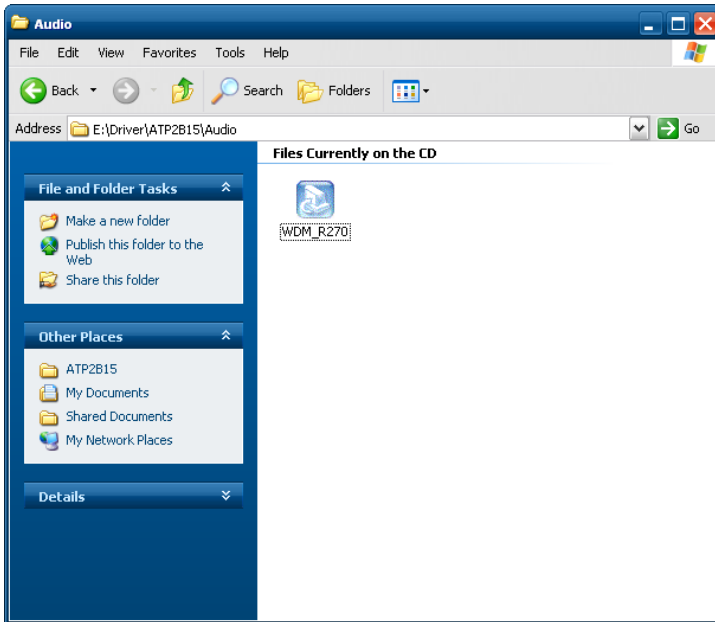 Audio
File Edit View Favorites Tools Help
Back Search Folders
Address E:\Driver\ATP2B15\Audio Go
Files Currently on the CD
File and Folder Tasks
WDM_R270
Make a new folder
Publish this folder to the
Web
Share this folder
Other Places
ATP2B15
My Documents
Shared Documents
My Network Places
Details